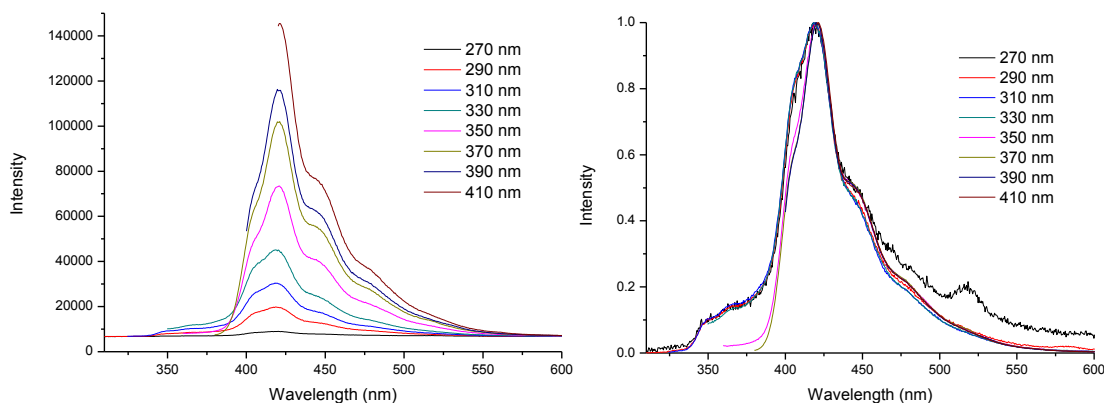 140000
120000
100000
80000
60000
40000
20000
0
Intensity
350
400
450
500
550
600
Wavelength (nm)
270 nm
290 nm
310 nm
330 nm
350 nm
370 nm
390 nm
410 nm
1.0
0.8
0.6
0.4
0.2
0.0
Intensity
350
400
450
500
550
600
Wavelength (nm)
270 nm
290 nm
310 nm
330 nm
350 nm
370 nm
390 nm
410 nm